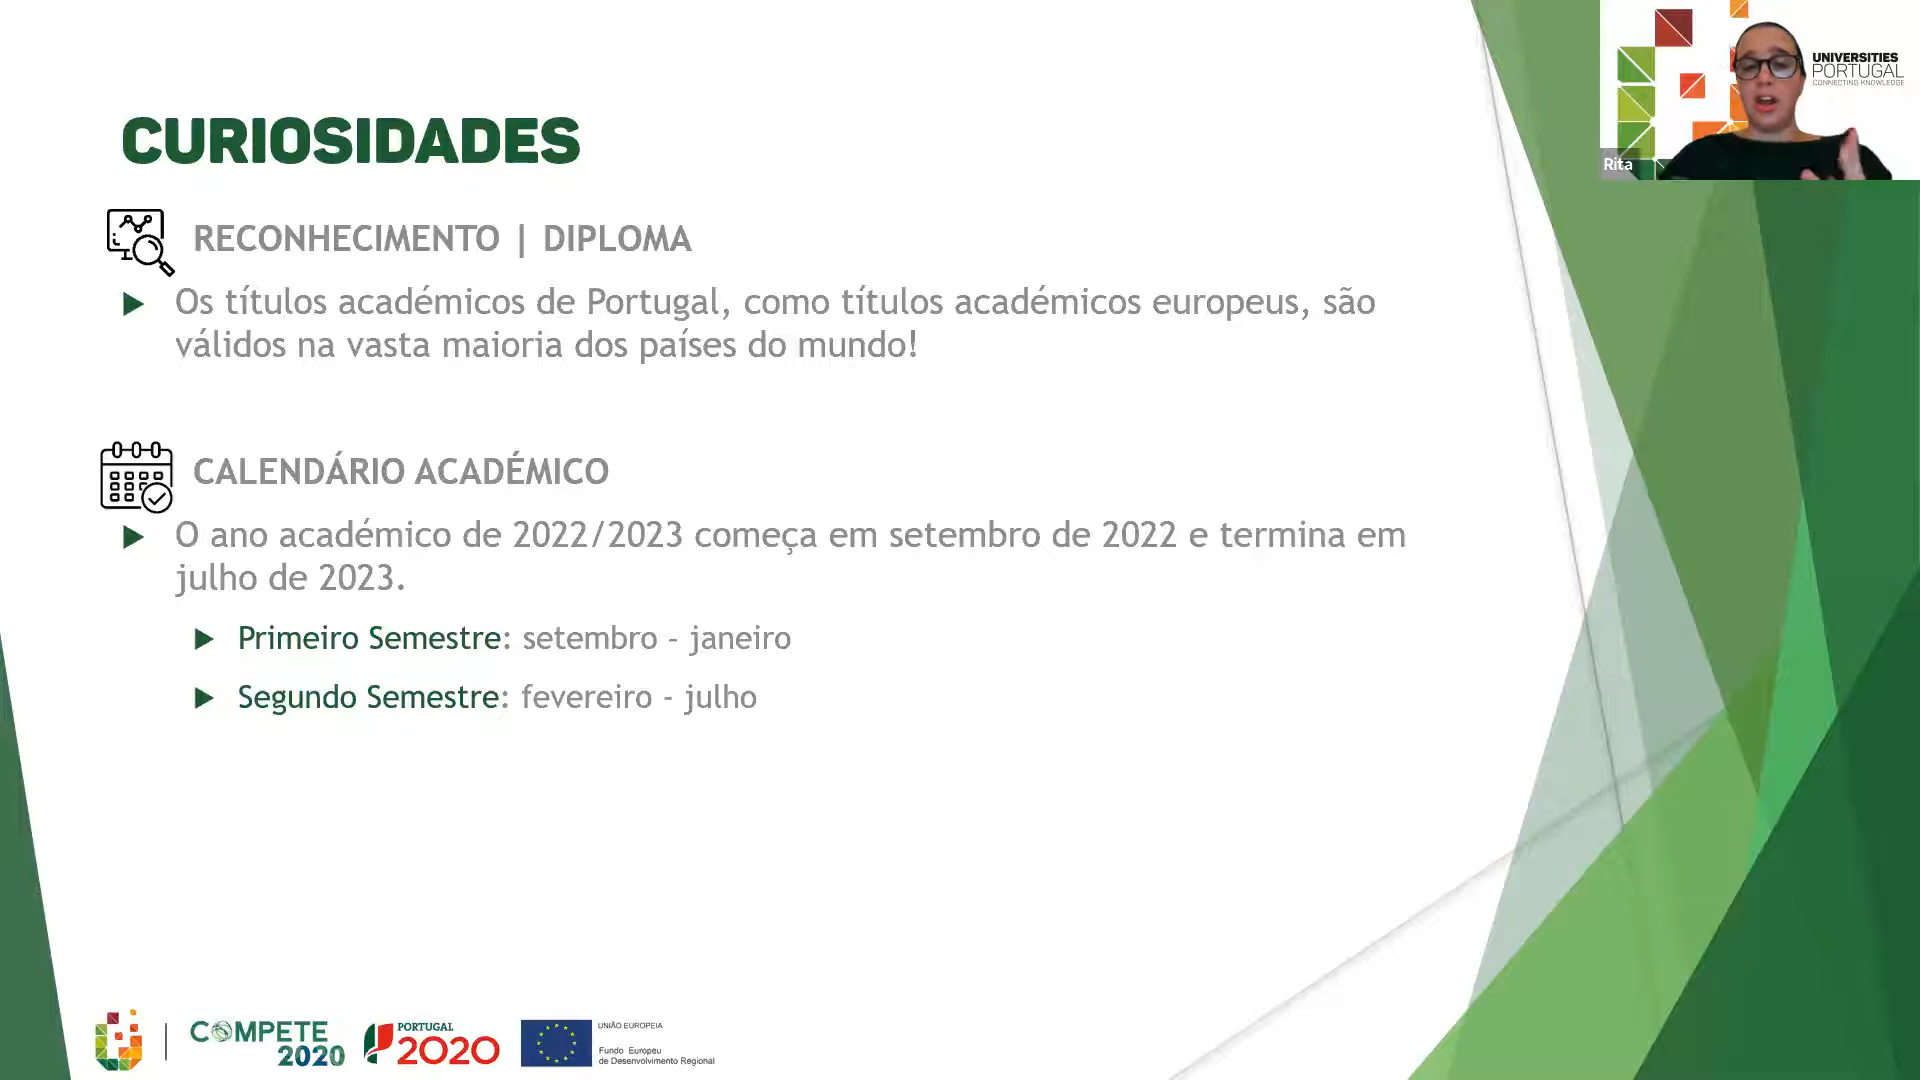 CURIOSIDADES
RECONHECIMENTO | DIPLOMA
Os títulos académicos de Portugal, como títulos académicos europeus, são
válidos na vasta maioria dos países do mundo!
CALENDÁRIO ACADÉMICO
O ano académico de 2022/2023 começa em setembro de 2022 e termina em
julho de 2023.
Primeiro Semestre: setembro - janeiro
Segundo Semestre: fevereiro - julho
UNIVERSITIES
PORTUGAL
CONNECTING KNOWLEDGE
Rita
COMPETE
2020
PORTUGAL
2020
UNIÃO EUROPEIA
Fundo Europeu
de Desenvolvimento Regional